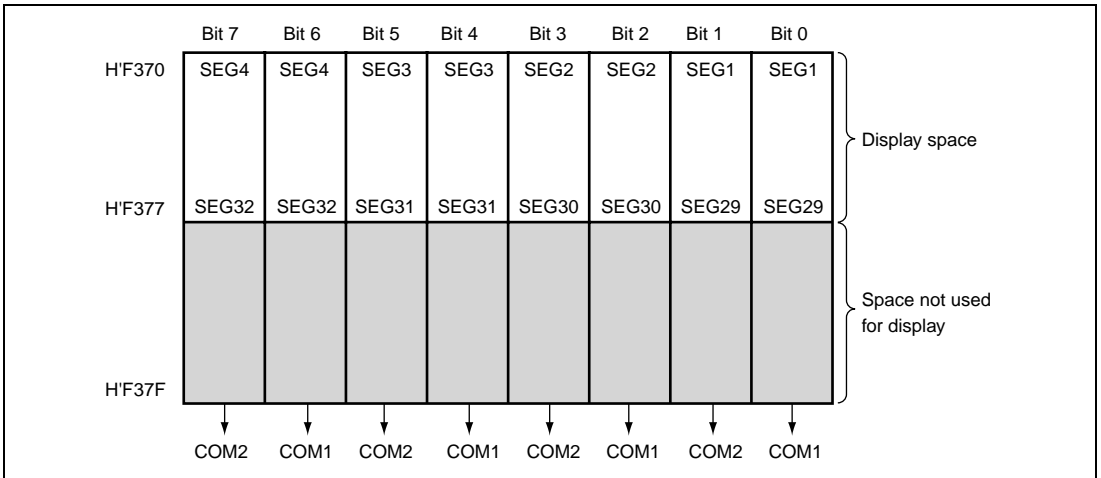 Bit 7 Bit 6 Bit 5 Bit 4 Bit 3 Bit 2 Bit 1 Bit 0
H'F370 SEG4 SEG4 SEG3 SEG3 SEG2 SEG2 SEG1 SEG1
Display space
H'F377 SEG32 SEG32 SEG31 SEG31 SEG30 SEG30 SEG29 SEG29
Space not used
for display
H'F37F
COM2 COM1 COM2 COM1 COM2 COM1 COM2 COM1